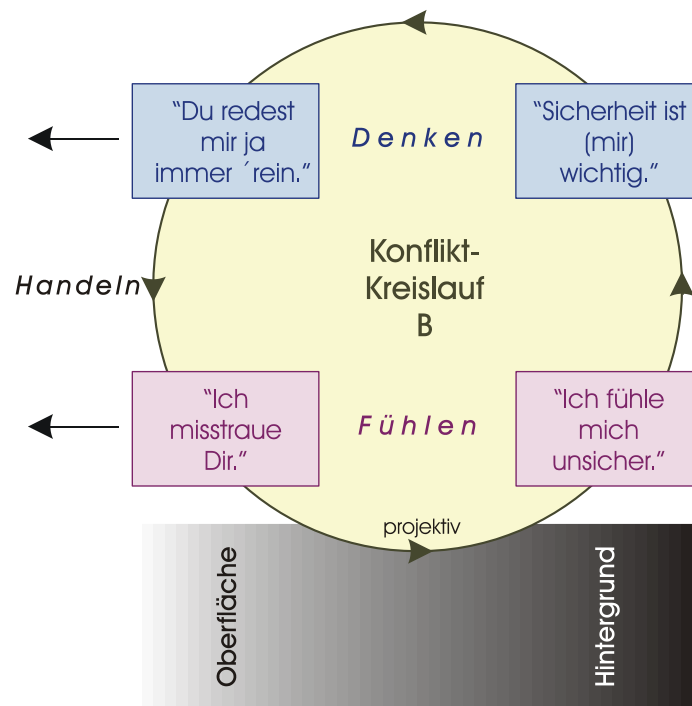 “Du redest
mir ja
immer ´rein.”
Denken
“Sicherheit ist
(mir)
wichtig.”
Handeln
Konflikt-
Kreislauf
B
“Ich
misstraue
Dir.”
Fühlen
“Ich fühle
mich
unsicher.”
projektiv
Oberfläche
Hintergrund